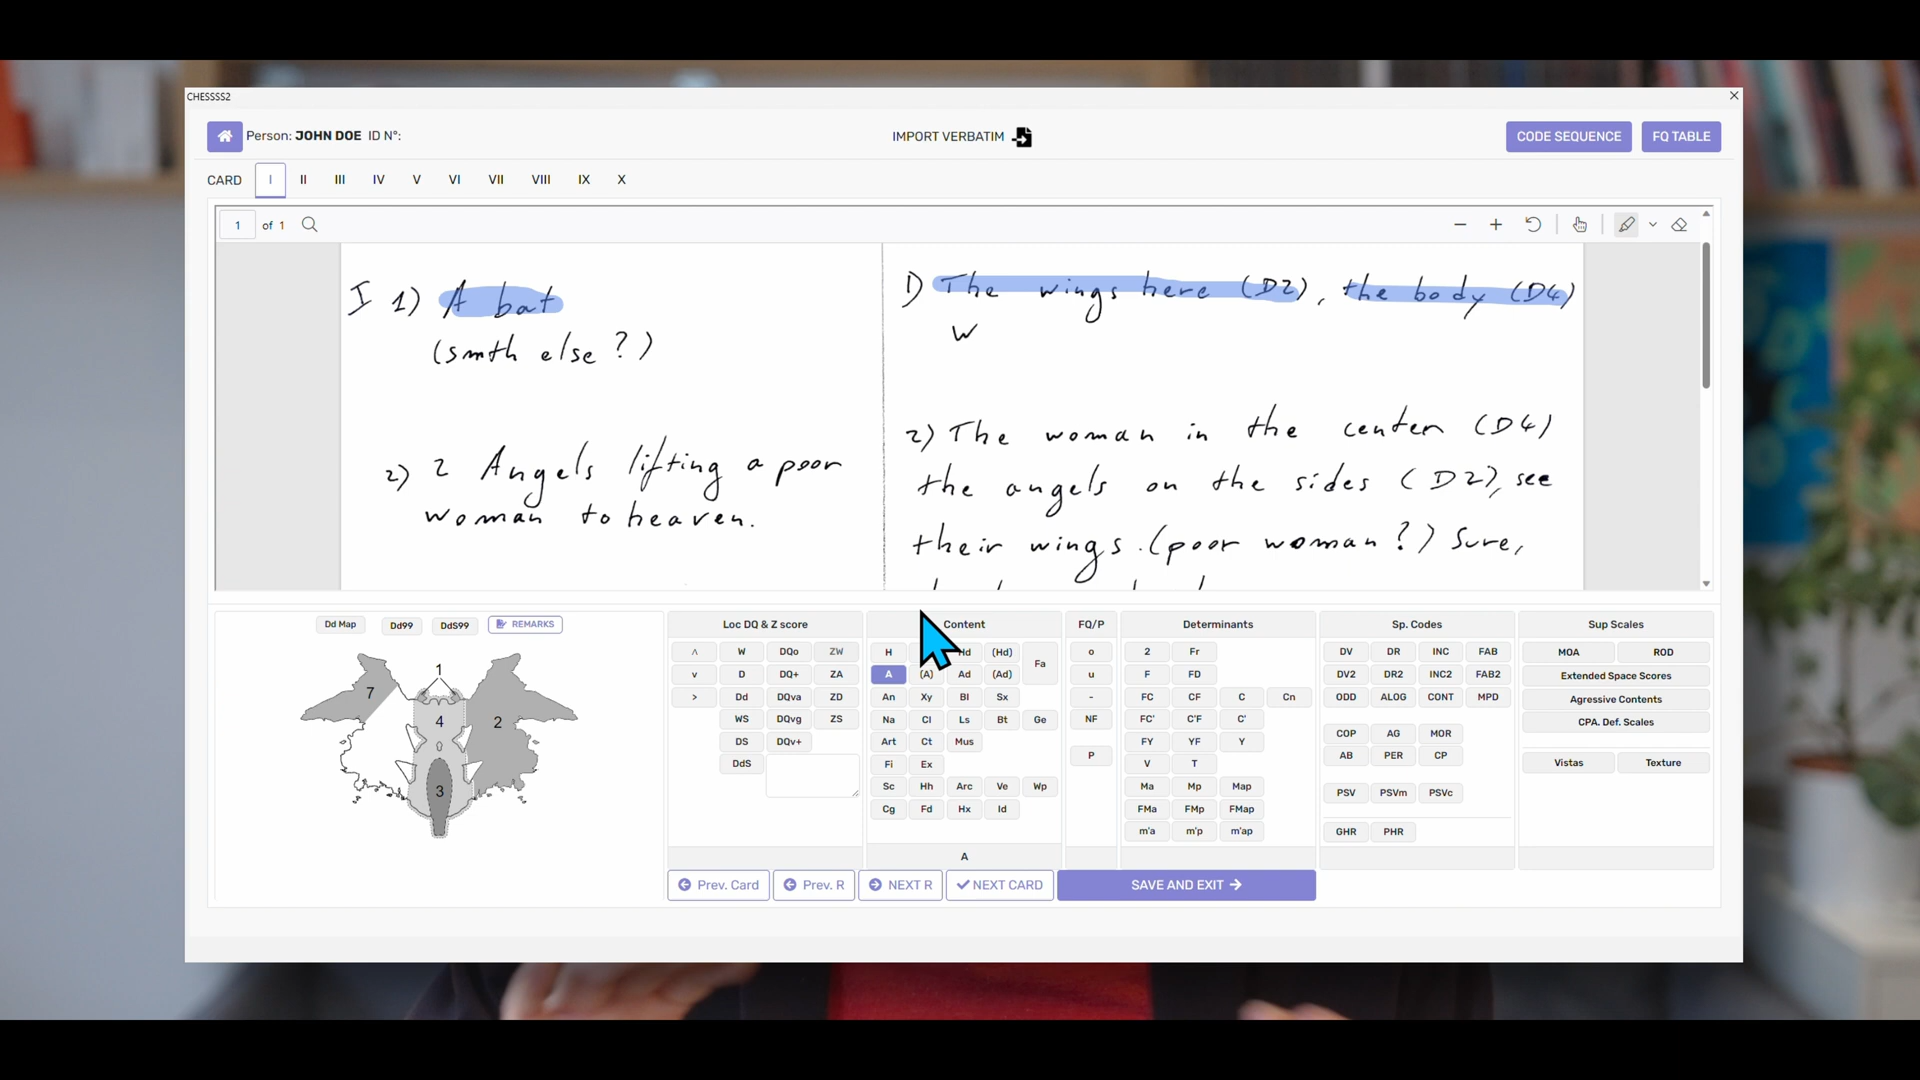 CHESSSS2
Person: JOHN DOE ID N°:
IMPORT VERBATIM
CODE SEQUENCE
FQ TABLE
CARD I II III IV V VI VII VIII IX X
1 of 1
I 1) A bat
(smth else?)
2) 2 Angels lifting a poor
woman to heaven.
1) The wings here (D2), the body (D4)
W
2) The woman in the center (D4)
the angels on the sides (D2), see
their wings. (poor woman?) Sure,
Dd Map Dd99 DdS99 REMARKS
1
7
4
2
3
Loc DQ & Z score
^ W DQo ZW
v D DQ+ ZA
> Dd DQva ZD
WS DQvg ZS
DS DQv+
DdS
Content
H Hd (Hd) Fa
A (A) Ad (Ad)
An Xy Bl Sx
Na Cl Ls Bt Ge
Art Ct Mus
Fi Ex
Sc Hh Arc Ve Wp
Cg Fd Hx Id
A
FQ/P
o
u
-
NF
P
Determinants
2 Fr
F FD
FC CF C Cn
FC' C'F C'
FY YF Y
V T
Ma Mp Map
FMa FMp FMap
m'a m'p m'ap
Sp. Codes
DV DR INC FAB
DV2 DR2 INC2 FAB2
ODD ALOG CONT MPD
COP AG MOR
AB PER CP
PSV PSVm PSVc
GHR PHR
Sup Scales
MOA ROD
Extended Space Scores
Agressive Contents
CPA. Def. Scales
Vistas Texture
Prev. Card Prev. R NEXT R NEXT CARD SAVE AND EXIT